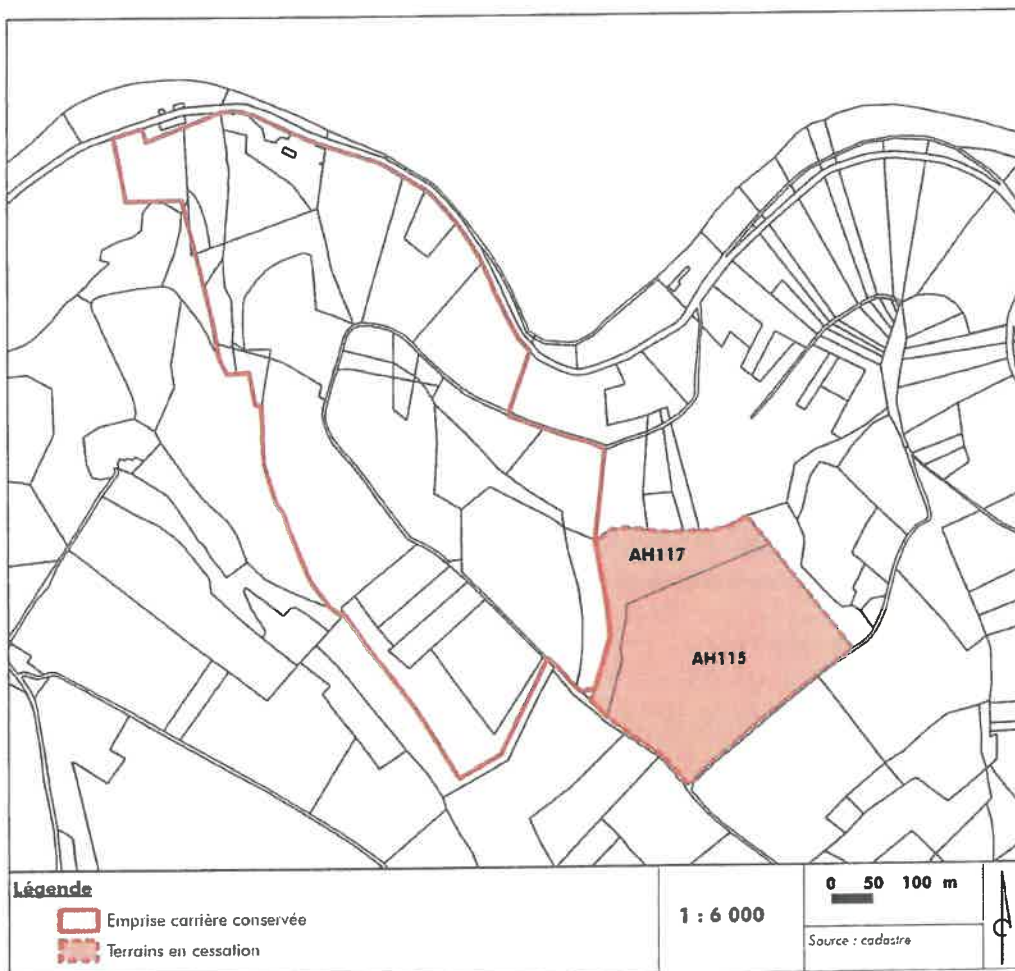 AH117
AH115
Légende
Emprise carrière conservée
Terrains en cessation
1 : 6 000
0 50 100 m
Source : cadastre